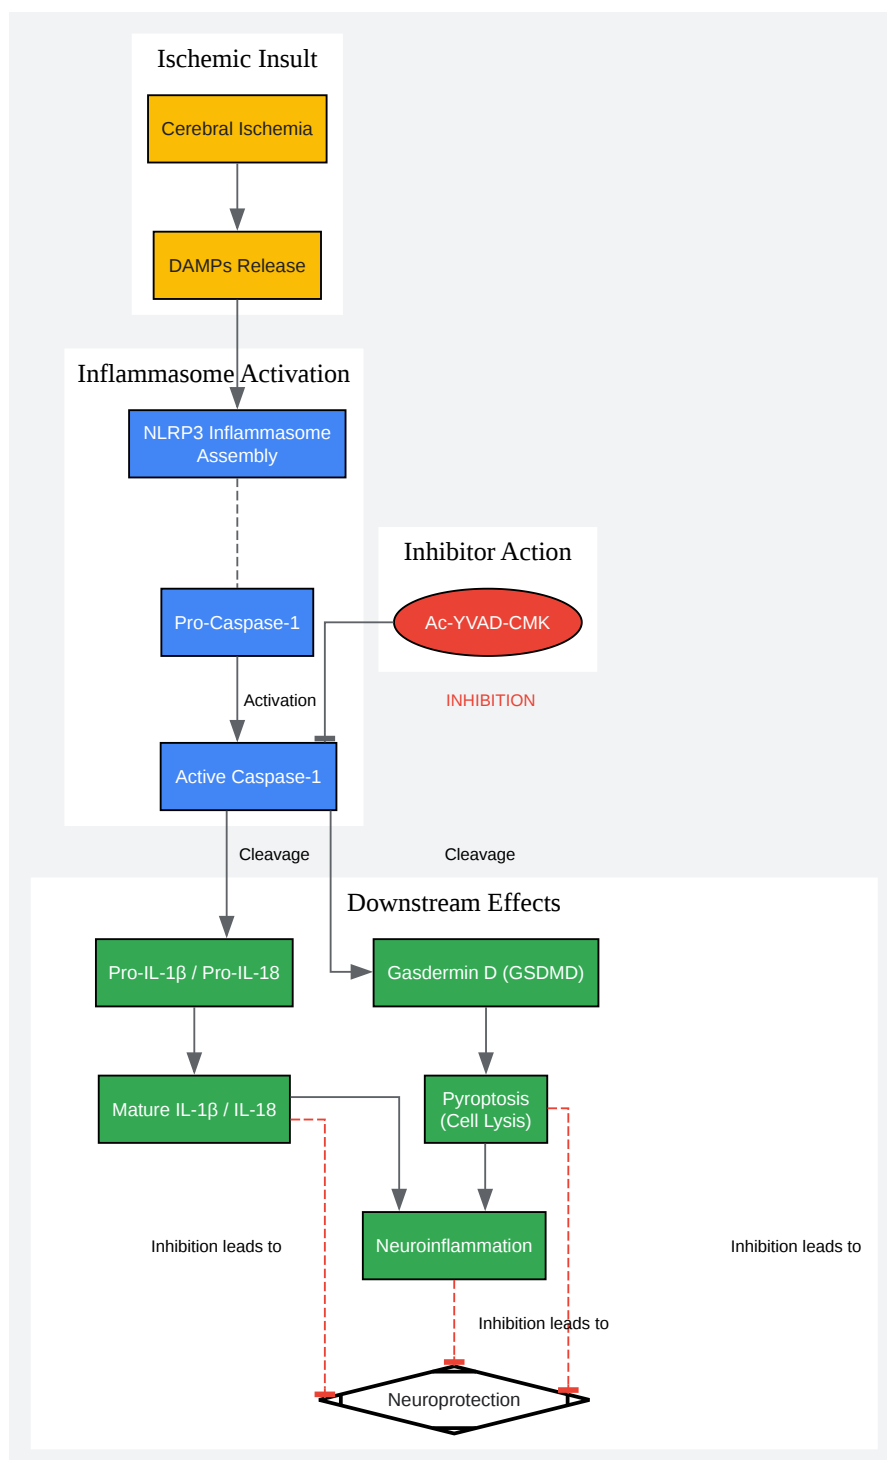 Ischemic Insult
Cerebral Ischemia
DAMPs Release
Inflammasome Activation
NLRP3 Inflammasome
Assembly
Inhibitor Action
Pro-Caspase-1
Ac-YVAD-CMK
Activation
INHIBITION
Active Caspase-1
Cleavage
Cleavage
Downstream Effects
Pro-IL-1β / Pro-IL-18
Gasdermin D (GSDMD)
Mature IL-1β / IL-18
Pyroptosis
(Cell Lysis)
Inhibition leads to
Neuroinflammation
Inhibition leads to
Inhibition leads to
Neuroprotection